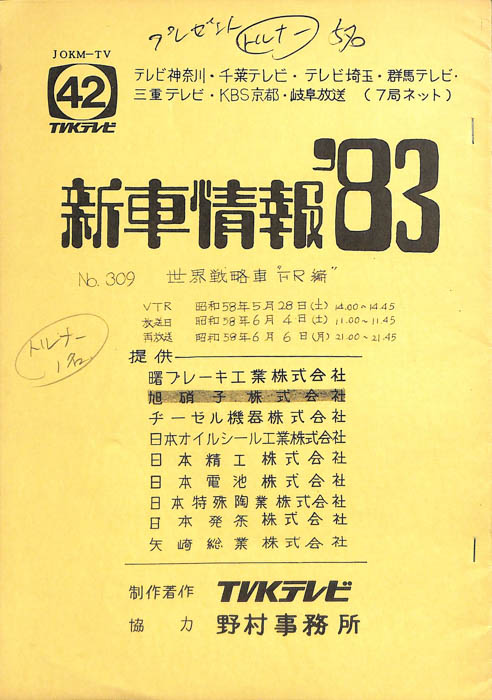 プレゼント トルナー
JOKM-TV
42
TVKテレビ
テレビ神奈川・千葉テレビ・テレビ埼玉・群馬テレビ・
三重テレビ・KBS京都・岐阜放送 (7局ネット)
新車情報'83
No.309 世界戦略車“FR編”
VTR 昭和58年5月28日(土) 14.00~14.45
放送日 昭和58年6月4日(土) 11.00~11.45
再放送 昭和58年6月6日(月) 21.00~21.45
トルナー
提供
曙ブレーキ工業株式会社
旭硝子株式会社
ヂーゼル機器株式会社
日本オイルシール工業株式会社
日本精工株式会社
日本電池株式会社
日本特殊陶業株式会社
日本発条株式会社
矢崎総業株式会社
制作著作 TVKテレビ
協力 野村事務所